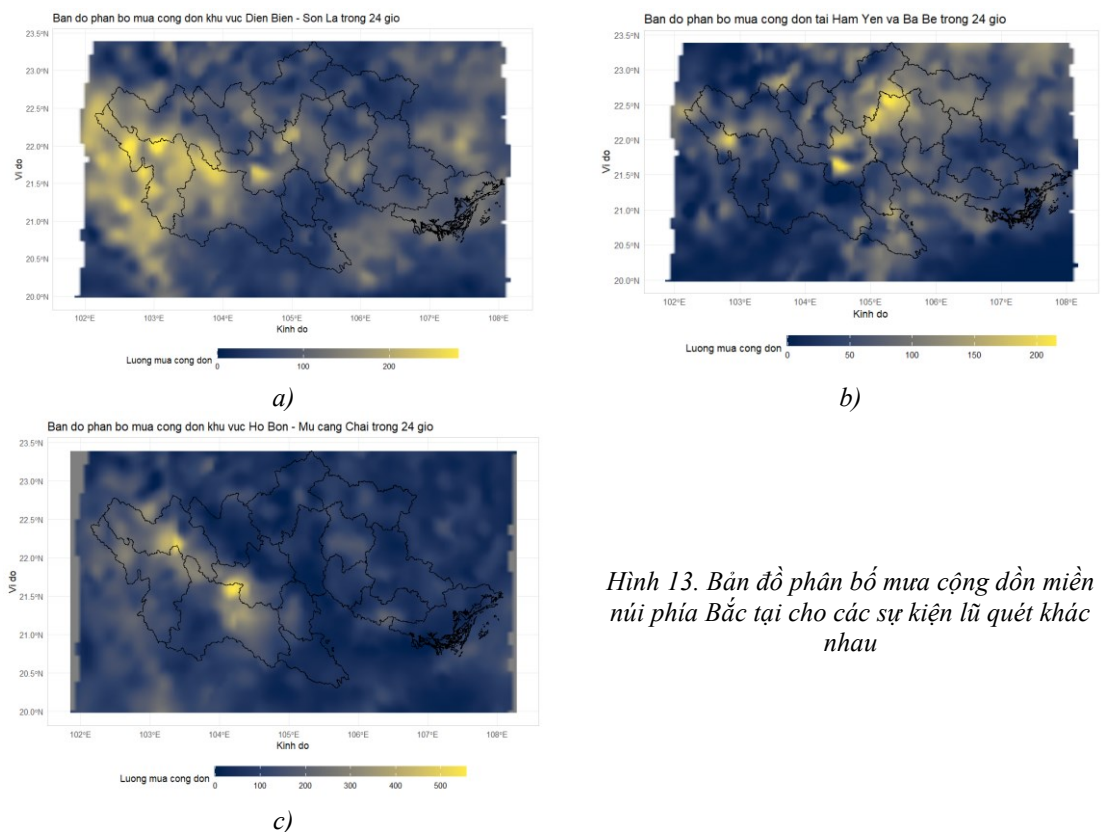 Ban do phan bo mua cong don khu vuc Dien Bien - Son La trong 24 gio
23.5°N
23.0°N
22.5°N
22.0°N
21.5°N
21.0°N
20.5°N
20.0°N
Vi do
102°E 103°E 104°E 105°E 106°E 107°E 108°E
Kinh do
Luong mua cong don
0 100 200
a)
Ban do phan bo mua cong don tai Ham Yen va Ba Be trong 24 gio
23.5°N
23.0°N
22.5°N
22.0°N
21.5°N
21.0°N
20.5°N
20.0°N
Vi do
102°E 103°E 104°E 105°E 106°E 107°E 108°E
Kinh do
Luong mua cong don
0 50 100 150 200
b)
Ban do phan bo mua cong don khu vuc Ho Bon - Mu cang Chai trong 24 gio
23.5°N
23.0°N
22.5°N
22.0°N
21.5°N
21.0°N
20.5°N
20.0°N
Vi do
102°E 103°E 104°E 105°E 106°E 107°E 108°E
Kinh do
Luong mua cong don
0 100 200 300 400 500
c)
Hình 13. Bản đồ phân bố mưa cộng dồn miền
núi phía Bắc tại cho các sự kiện lũ quét khác
nhau